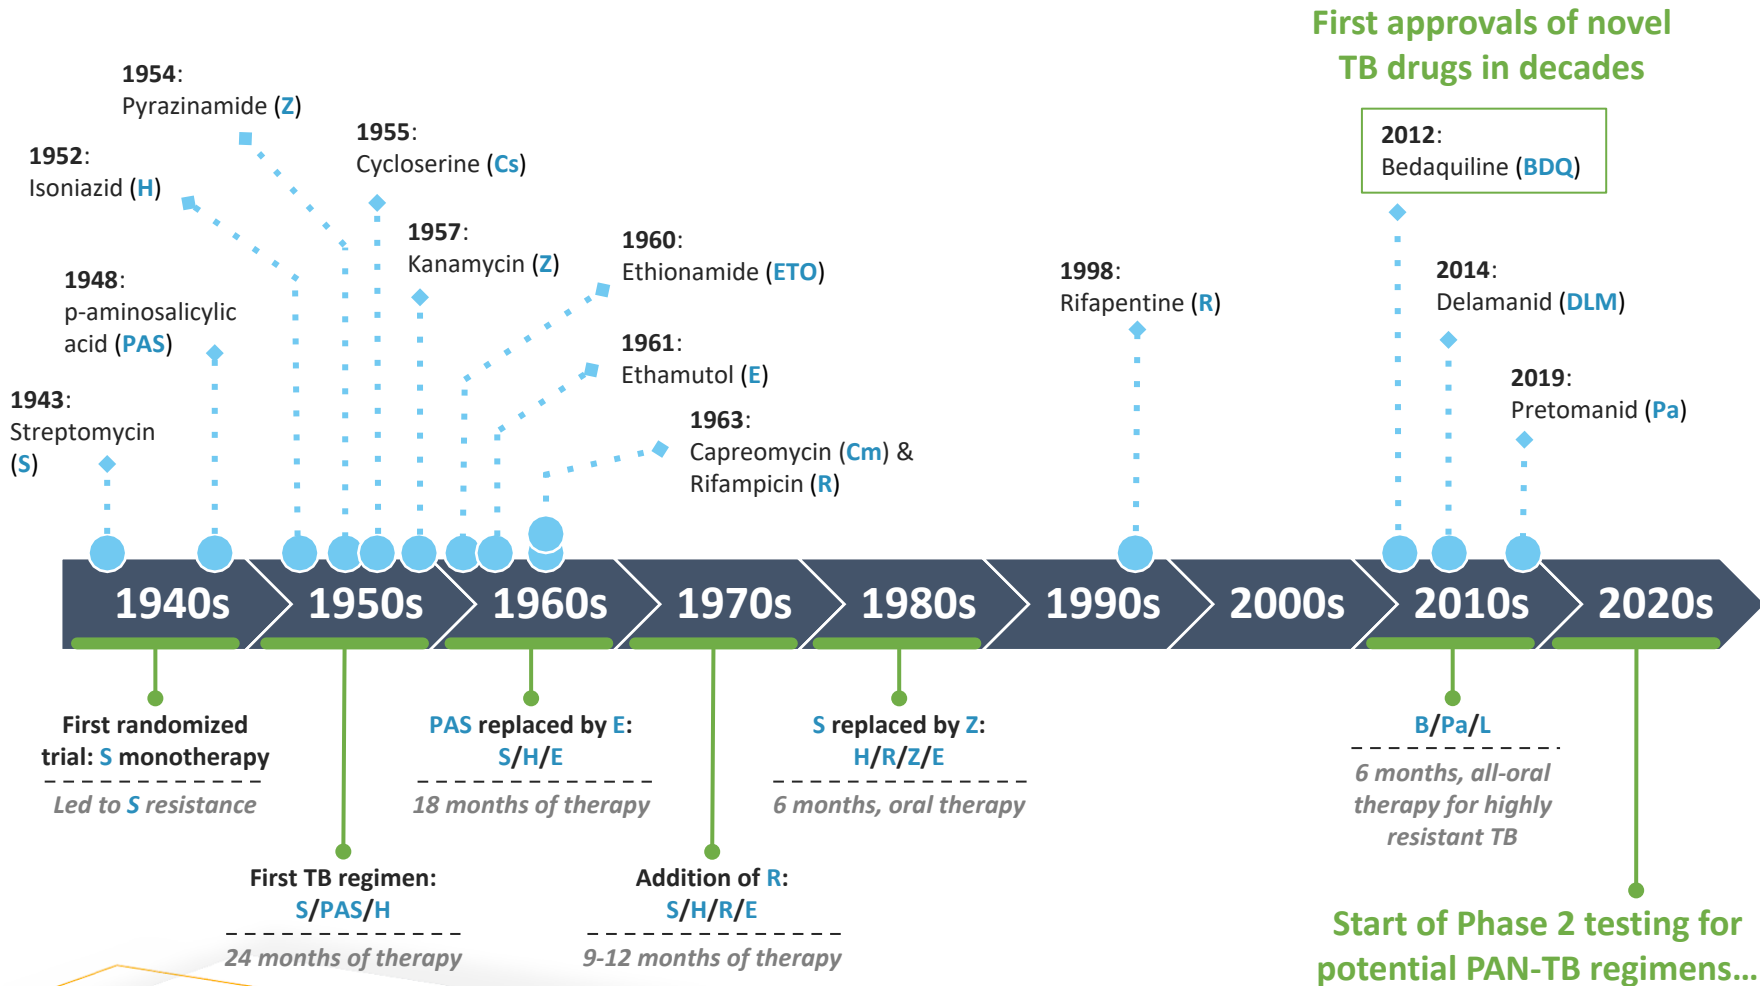 First approvals of novel
TB drugs in decades
1954:
Pyrazinamide (Z)
1952:
Isoniazid (H)
1955:
Cycloserine (Cs)
2012:
Bedaquiline (BDQ)
1948:
p-aminosalicylic
acid (PAS)
1957:
Kanamycin (Z)
1960:
Ethionamide (ETO)
1998:
Rifapentine (R)
2014:
Delamanid (DLM)
1943:
Streptomycin
(S)
1961:
Ethamutol (E)
1963:
Capreomycin (Cm) &
Rifampicin (R)
2019:
Pretomanid (Pa)
1940s
1950s
1960s
1970s
1980s
1990s
2000s
2010s
2020s
First randomized
trial: S monotherapy
Led to S resistance
First TB regimen:
S/PAS/H
24 months of therapy
PAS replaced by E:
S/H/E
18 months of therapy
Addition of R:
S/H/R/E
9-12 months of therapy
S replaced by Z:
H/R/Z/E
6 months, oral therapy
B/Pa/L
6 months, all-oral
therapy for highly
resistant TB
Start of Phase 2 testing for
potential PAN-TB regimens…